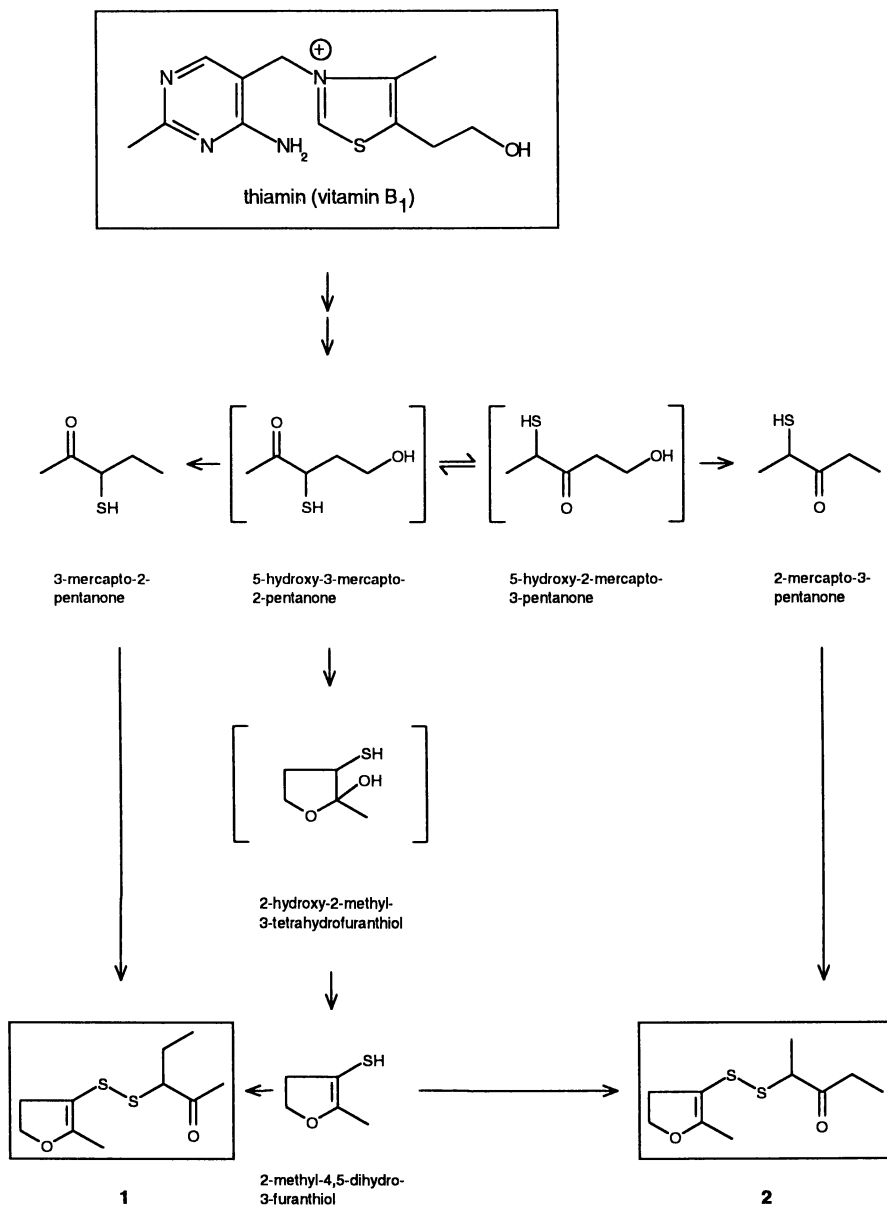 N
N
NH2
N
+
S
OH
thiamin (vitamin B1)
O
SH
O
OH
SH
HS
OH
O
HS
O
3-mercapto-2-
pentanone
5-hydroxy-3-mercapto-
2-pentanone
5-hydroxy-2-mercapto-
3-pentanone
2-mercapto-3-
pentanone
SH
OH
O
2-hydroxy-2-methyl-
3-tetrahydrofuranthiol
S
S
O
O
SH
O
S
S
O
O
2-methyl-4,5-dihydro-
3-furanthiol
1
2